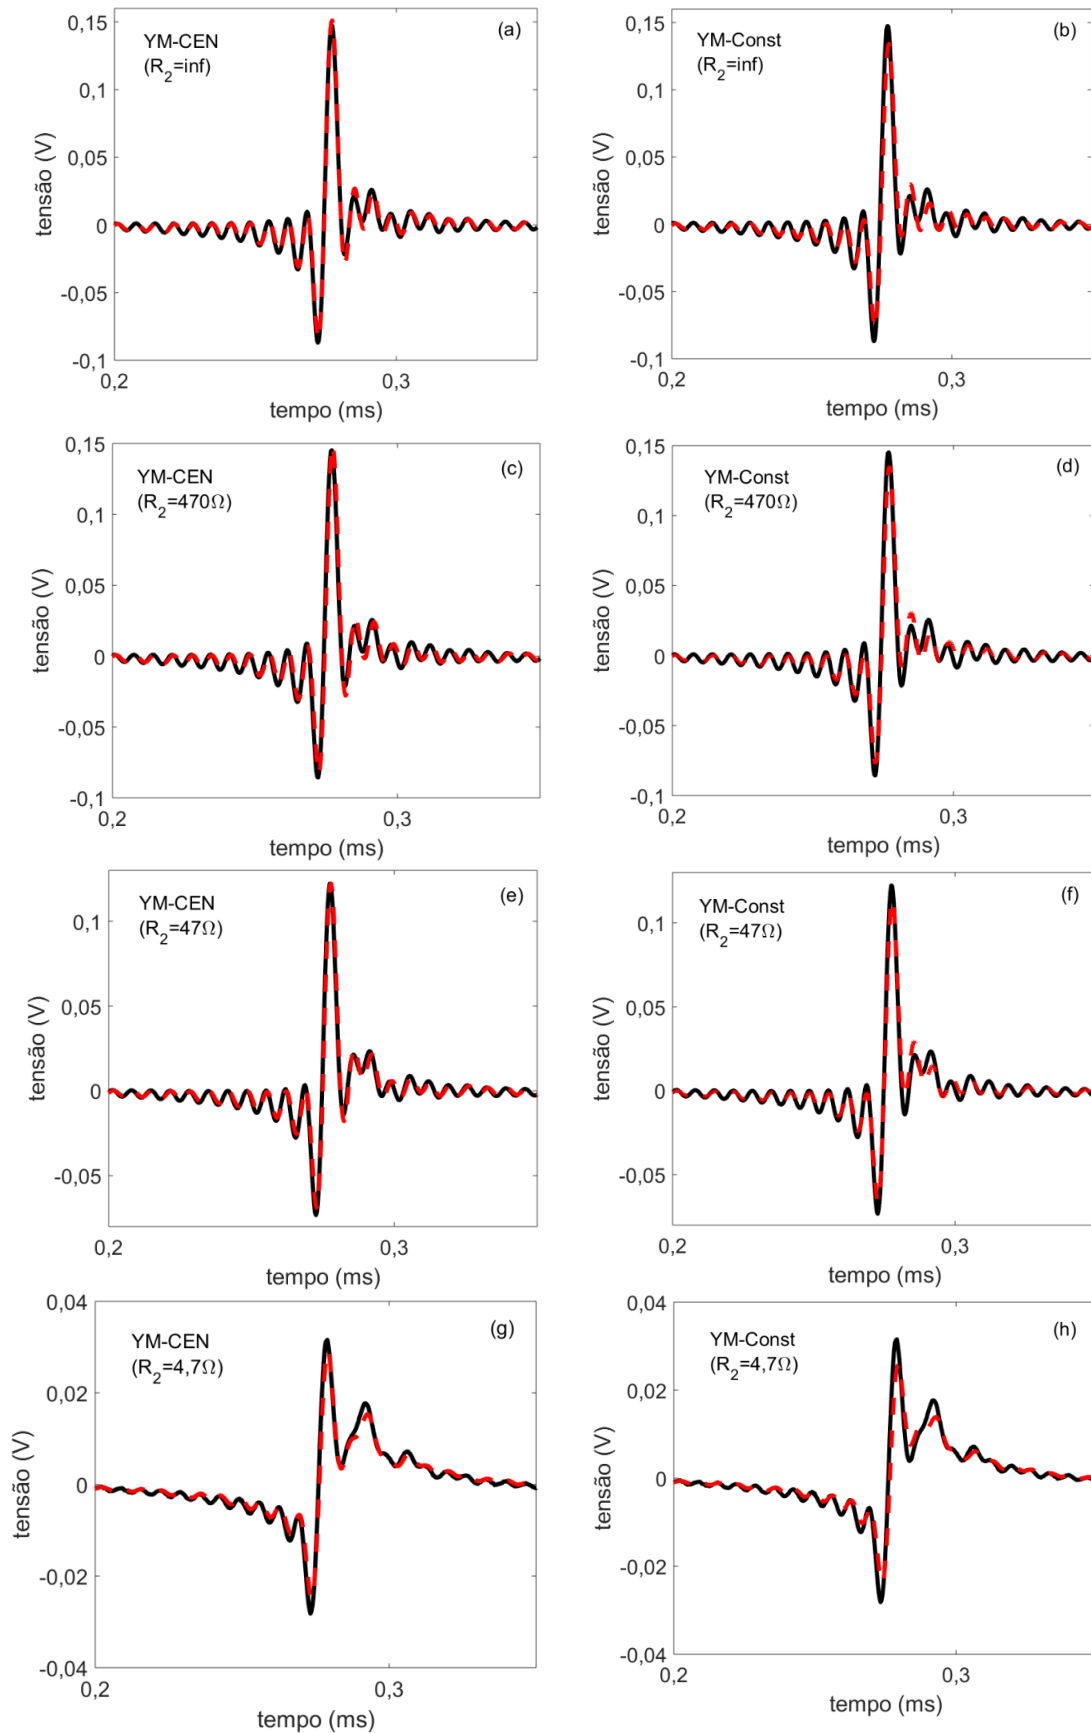 (a)
YM-CEN
(R2=inf)
0,15
0,1
0,05
0
-0,05
-0,1
0,2
0,3
tensão (V)
tempo (ms)
(b)
YM-Const
(R2=inf)
0,15
0,1
0,05
0
-0,05
-0,1
0,2
0,3
tensão (V)
tempo (ms)
(c)
YM-CEN
(R2=470Ω)
0,15
0,1
0,05
0
-0,05
-0,1
0,2
0,3
tensão (V)
tempo (ms)
(d)
YM-Const
(R2=470Ω)
0,15
0,1
0,05
0
-0,05
-0,1
0,2
0,3
tensão (V)
tempo (ms)
(e)
YM-CEN
(R2=47Ω)
0,1
0,05
0
-0,05
0,2
0,3
tensão (V)
tempo (ms)
(f)
YM-Const
(R2=47Ω)
0,1
0,05
0
-0,05
0,2
0,3
tensão (V)
tempo (ms)
(g)
YM-CEN
(R2=4,7Ω)
0,04
0,02
0
-0,02
-0,04
0,2
0,3
tensão (V)
tempo (ms)
(h)
YM-Const
(R2=4,7Ω)
0,04
0,02
0
-0,02
-0,04
0,2
0,3
tensão (V)
tempo (ms)